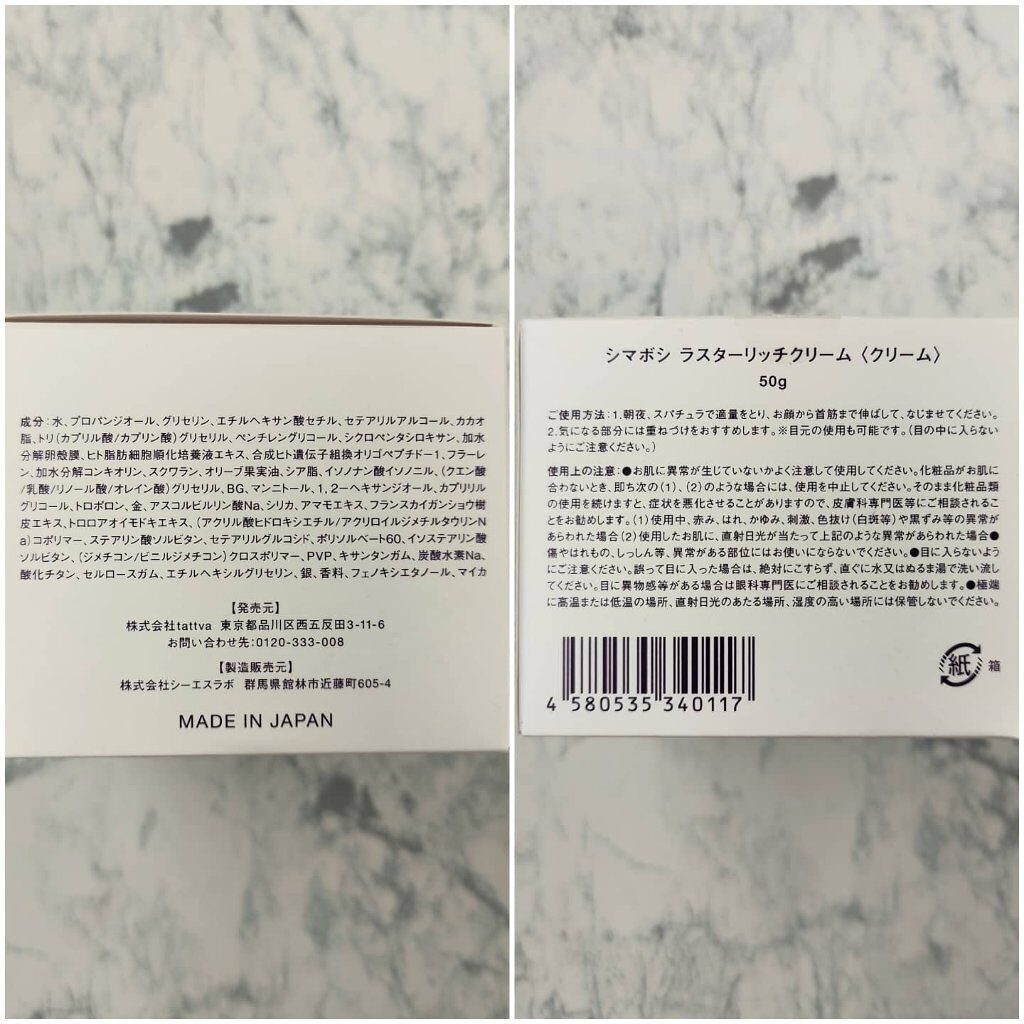 成分:水、プロパンジオール、グリセリン、エチルヘキサン酸セチル、セテアリルアルコール、カカオ
脂、トリ(カプリル酸/カプリン酸)グリセリル、ペンチレングリコール、シクロペンタシロキサン、加水
分解卵殻膜、ヒト脂肪細胞順化培養液エキス、合成ヒト遺伝子組換オリゴペプチド-1、フラーレ
ン、加水分解コンキオリン、スクワラン、オリーブ果実油、シア脂、イソノナン酸イソノニル、(クエン酸
/乳酸/リノール酸/オレイン酸)グリセリル、BG、マンニトール、1,2-ヘキサンジオール、カプリリル
グリコール、トロポロン、金、アスコルビルリン酸Na、シリカ、アマモエキス、フランスカイガンショウ樹
皮エキス、トロロアオイモドキエキス、(アクリル酸ヒドロキシエチル/アクリロイルジメチルタウリンN
a)コポリマー、ステアリン酸ソルビタン、セテアリルグルコシド、ポリソルベート60、イソステアリン酸
ソルビタン、(ジメチコン/ビニルジメチコン)クロスポリマー、PVP、キサンタンガム、炭酸水素Na、
酸化チタン、セルロースガム、エチルヘキシルグリセリン、銀、香料、フェノキシエタノール、マイカ
【発売元】
株式会社tattva 東京都品川区西五反田3-11-6
お問い合わせ先:0120-333-008
【製造販売元】
株式会社シーエスラボ 群馬県館林市近藤町605-4
MADE IN JAPAN
シマボシ ラスターリッチクリーム〈クリーム〉
50g
ご使用方法:1.朝夜、スパチュラで適量をとり、お顔から首筋まで伸ばして、なじませてください。
2.気になる部分には重ねづけをおすすめします。※目元の使用も可能です。(目の中に入らない
ようにご注意ください。)
使用上の注意:●お肌に異常が生じていないかよく注意して使用してください。化粧品がお肌に
合わないとき、即ち次の(1)、(2)のような場合には、使用を中止してください。そのまま化粧品類
の使用を続けますと、症状を悪化させることがありますので、皮膚科専門医等にご相談されるこ
とをお勧めします。(1)使用中、赤み、はれ、かゆみ、刺激、色抜け(白斑等)や黒ずみ等の異常が
あらわれた場合(2)使用したお肌に、直射日光が当たって上記のような異常があらわれた場合●
傷やはれもの、しっしん等、異常がある部位にはお使いにならないでください。●目に入らないよう
にご注意ください。誤って目に入った場合は、絶対にこすらず、直ぐに水又はぬるま湯で洗い流し
てください。目に異物感等がある場合は眼科専門医にご相談されることをお勧めします。●極端
に高温または低温の場所、直射日光のあたる場所、湿度の高い場所には保管しないでください。
紙 箱
4 580535 340117